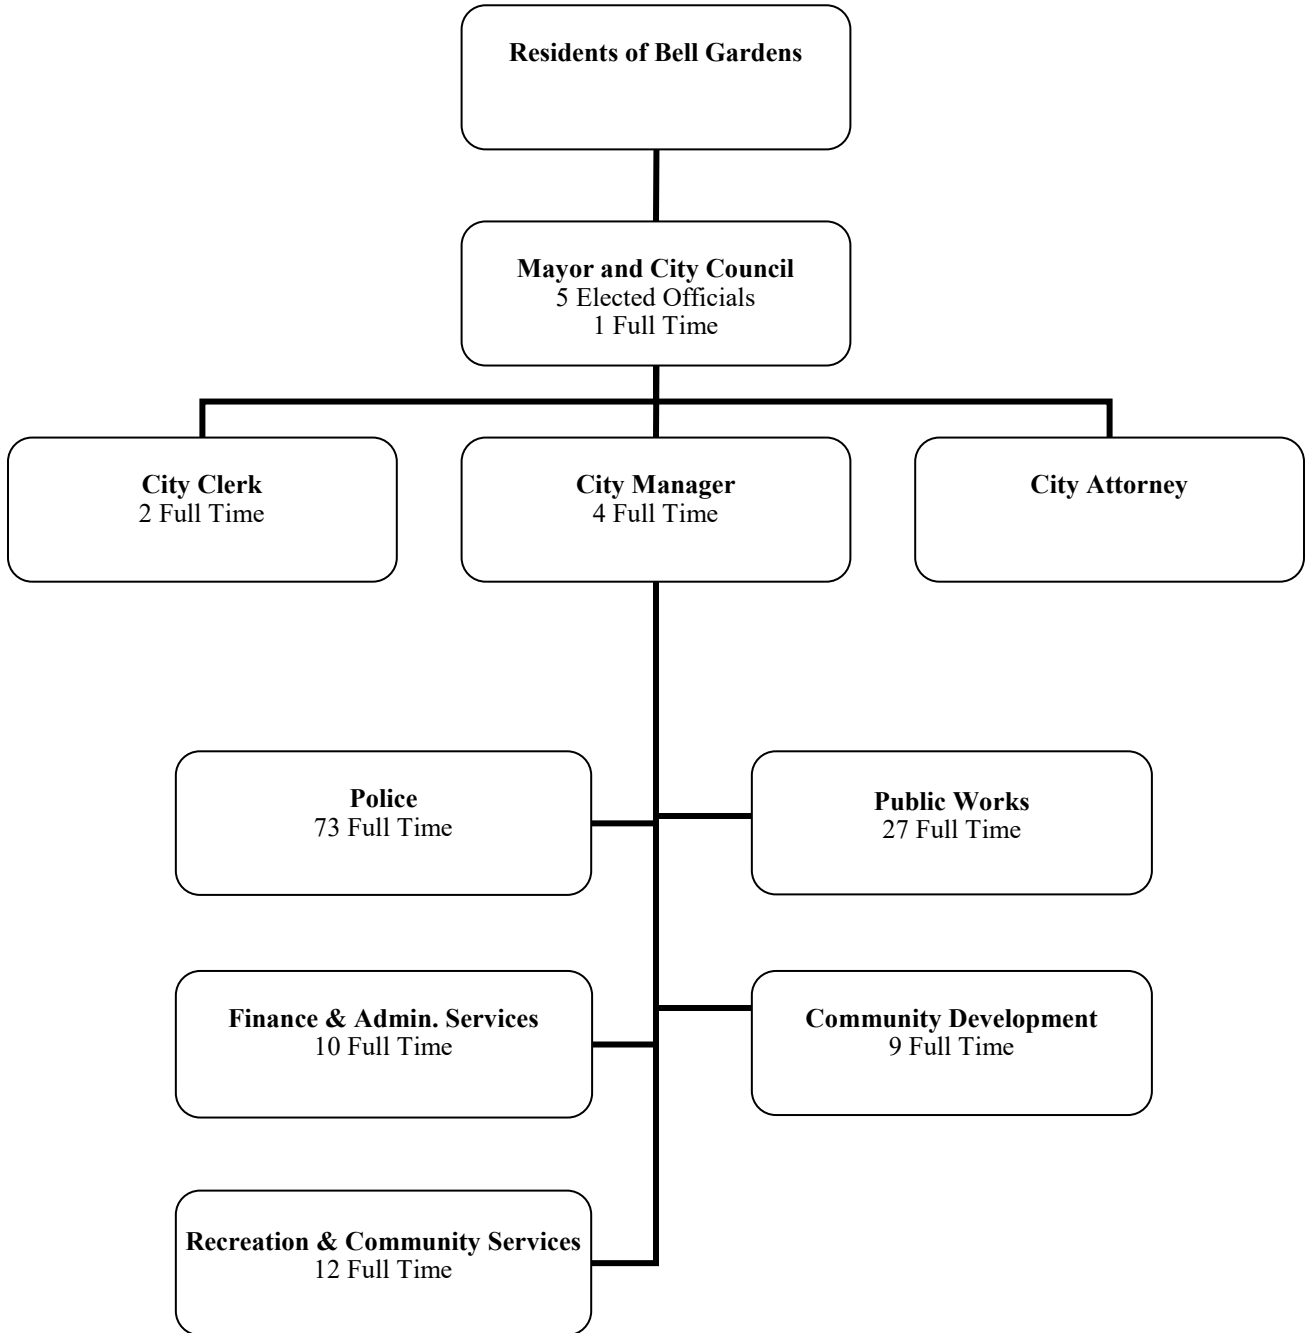 Residents of Bell Gardens
Mayor and City Council
5 Elected Officials
1 Full Time
City Clerk
2 Full Time
City Manager
4 Full Time
City Attorney
Police
73 Full Time
Public Works
27 Full Time
Finance & Admin. Services
10 Full Time
Community Development
9 Full Time
Recreation & Community Services
12 Full Time